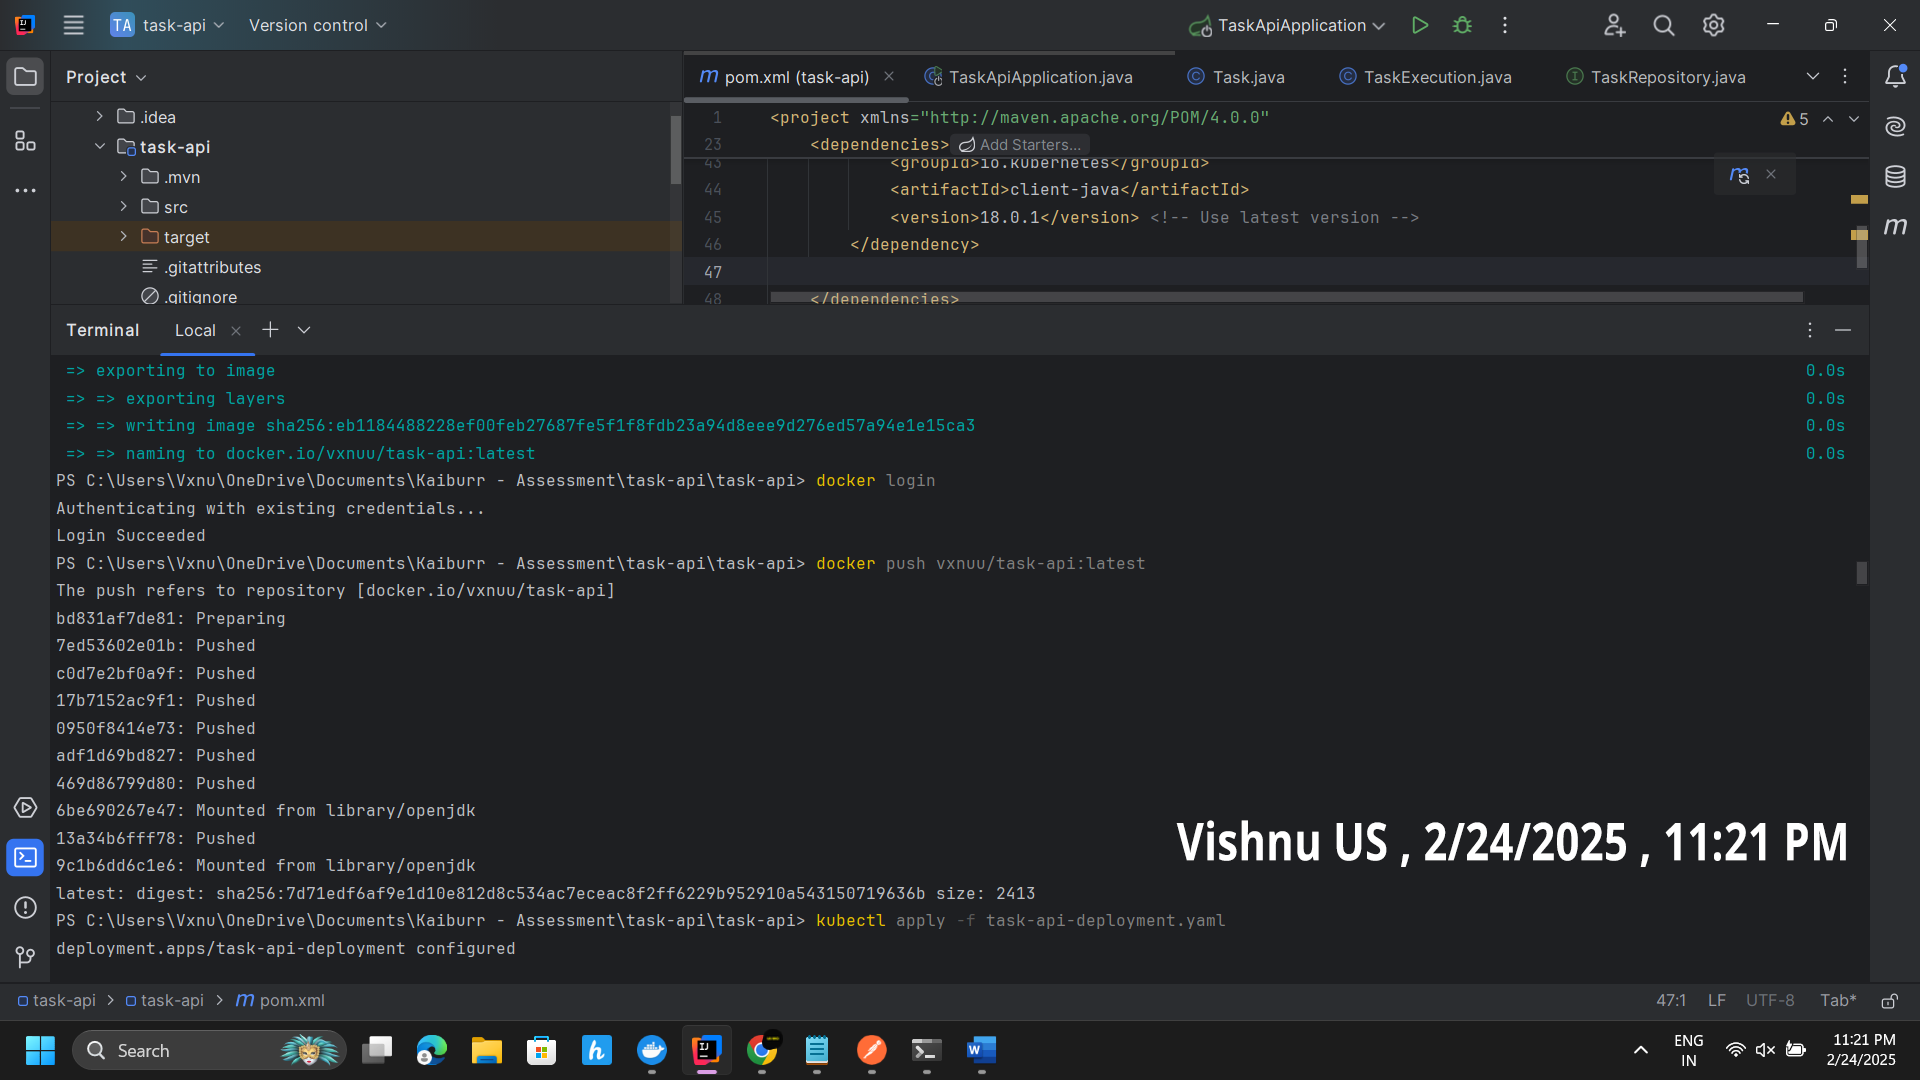 TA task-api Version control TaskApiApplication
Project pom.xml (task-api) TaskApiApplication.java Task.java TaskExecution.java TaskRepository.java
.idea
task-api
.mvn
src
target
.gitattributes
.gitignore
1 <project xmlns="http://maven.apache.org/POM/4.0.0" 5
23 <dependencies> Add Starters...
43 <groupId>io.kubernetes</groupId>
44 <artifactId>client-java</artifactId>
45 <version>18.0.1</version> <!-- Use latest version -->
46 </dependency>
47
48 </dependencies>
Terminal Local
=> exporting to image 0.0s
=> => exporting layers 0.0s
=> => writing image sha256:eb1184488228ef00feb27687fe5f1f8fdb23a94d8eee9d276ed57a94e1e15ca3 0.0s
=> => naming to docker.io/vxnuu/task-api:latest 0.0s
PS C:\Users\Vxnu\OneDrive\Documents\Kaiburr - Assessment\task-api\task-api> docker login
Authenticating with existing credentials...
Login Succeeded
PS C:\Users\Vxnu\OneDrive\Documents\Kaiburr - Assessment\task-api\task-api> docker push vxnuu/task-api:latest
The push refers to repository [docker.io/vxnuu/task-api]
bd831af7de81: Preparing
7ed53602e01b: Pushed
c0d7e2bf0a9f: Pushed
17b7152ac9f1: Pushed
0950f8414e73: Pushed
adf1d69bd827: Pushed
469d86799d80: Pushed
6be690267e47: Mounted from library/openjdk
13a34b6fff78: Pushed
9c1b6dd6c1e6: Mounted from library/openjdk
latest: digest: sha256:7d71edf6af9e1d10e812d8c534ac7eceac8f2ff6229b952910a543150719636b size: 2413
PS C:\Users\Vxnu\OneDrive\Documents\Kaiburr - Assessment\task-api\task-api> kubectl apply -f task-api-deployment.yaml
deployment.apps/task-api-deployment configured
Vishnu US , 2/24/2025 , 11:21 PM
task-api > task-api > pom.xml 47:1 LF UTF-8 Tab*
Search
ENG
IN
11:21 PM
2/24/2025